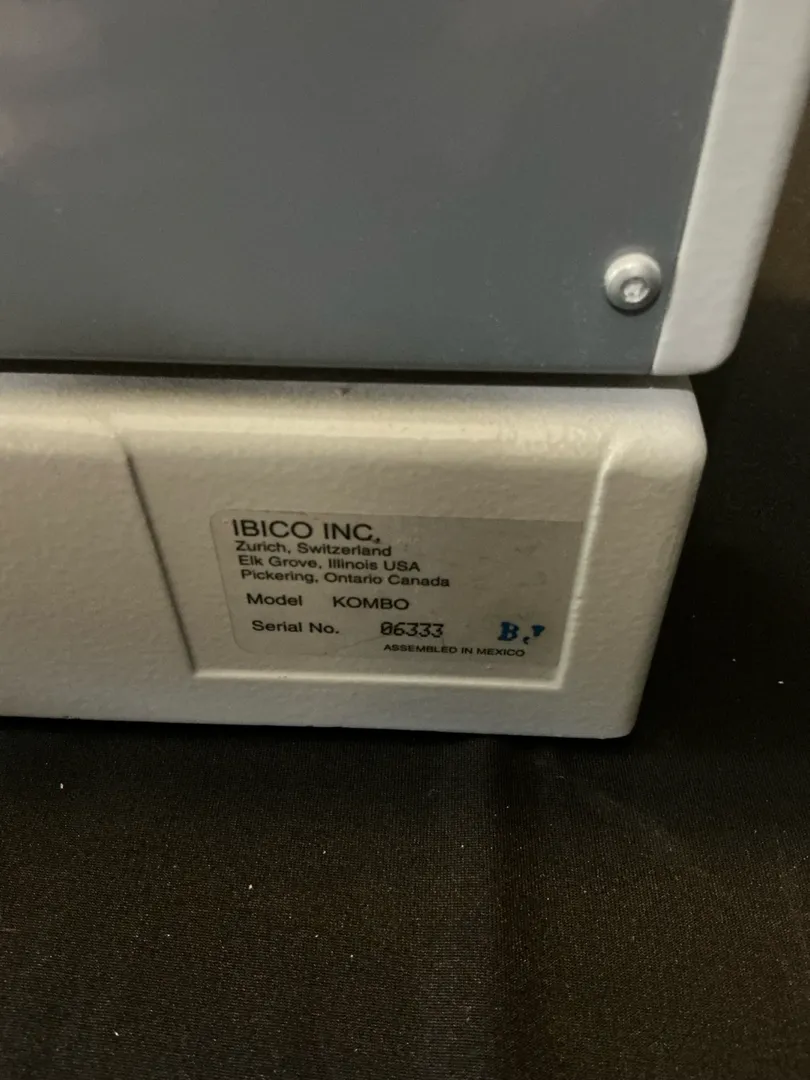 IBICO INC.
Zurich, Switzerland
Elk Grove, Illinois USA
Pickering, Ontario Canada
Model KOMBO
Serial No. 06333
ASSEMBLED IN MEXICO